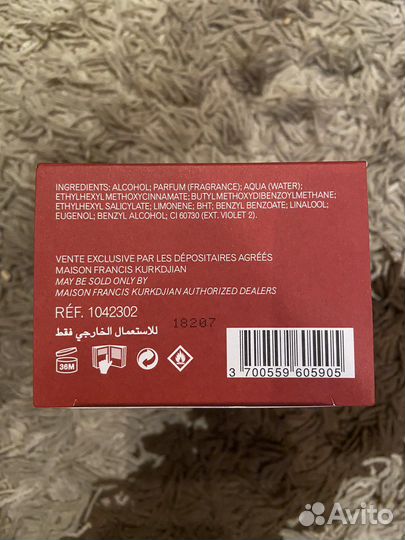 INGREDIENTS: ALCOHOL; PARFUM (FRAGRANCE); AQUA (WATER);
ETHYLHEXYL METHOXYCINNAMATE; BUTYL METHOXYDIBENZOYLMETHANE;
ETHYLHEXYL SALICYLATE; LIMONENE; BHT; BENZYL BENZOATE; LINALOOL;
EUGENOL; BENZYL ALCOHOL; CI 60730 (EXT. VIOLET 2).
VENTE EXCLUSIVE PAR LES DÉPOSITAIRES AGRÉÉS
MAISON FRANCIS KURKDJIAN
MAY BE SOLD ONLY BY
MAISON FRANCIS KURKDJIAN AUTHORIZED DEALERS
RÉF. 1042302
18207
للاستعمال الخارجي فقط
36M
3 700559 605905
Avito